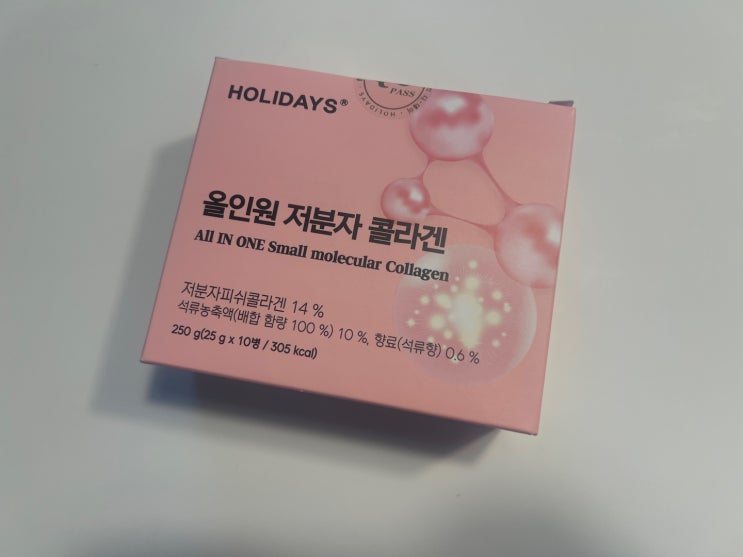 PASS
HOLIDAYS
HOLIDAYS®
올인원 저분자 콜라겐
All IN ONE Small molecular Collagen
저분자피쉬콜라겐 14 %
석류농축액(배합 함량 100 %) 10 %, 향료(석류향) 0.6 %
250 g(25 g x 10병 / 305 kcal)